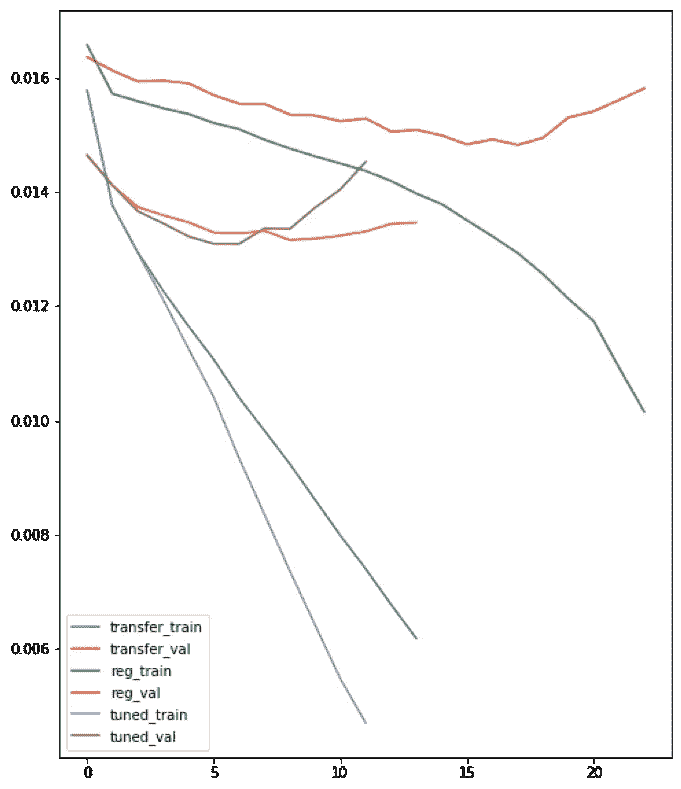 0.016
0.014
0.012
0.010
0.008
0.006
transfer_train
transfer_val
reg_train
reg_val
tuned_train
tuned_val
0 5 10 15 20